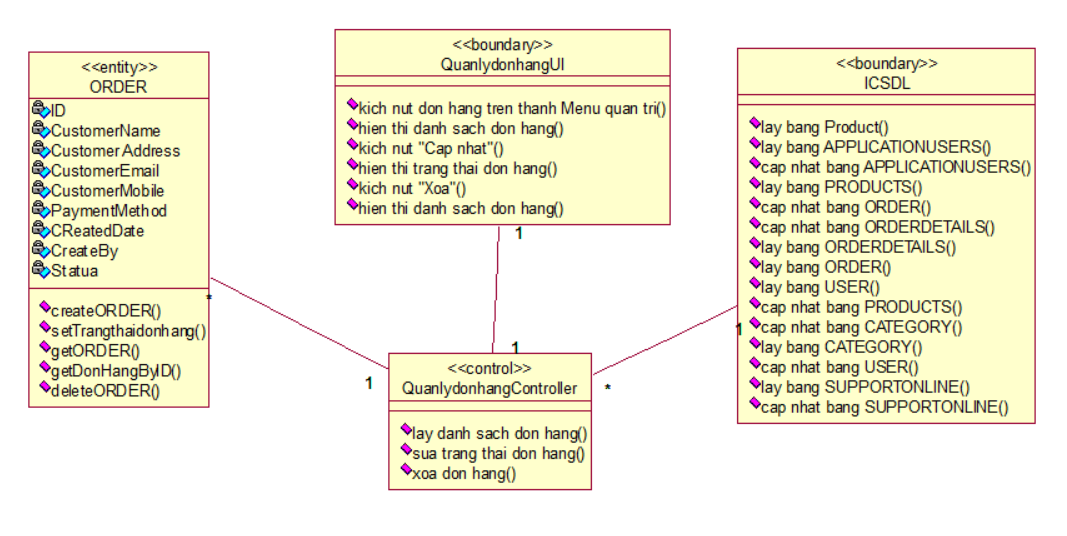 <<entity>>
ORDER
ID
CustomerName
CustomerAddress
CustomerEmail
CustomerMobile
PaymentMethod
CReatedDate
CreateBy
Statua
createORDER()
setTrangthaidonhang()
getORDER()
getDonHangByID()
deleteORDER()
<<boundary>>
QuanlydonhangUI
kich nut don hang tren thanh Menu quan tri()
hien thi danh sach don hang()
kich nut "Cap nhat"()
hien thi trang thai don hang()
kich nut "Xoa"()
hien thi danh sach don hang()
<<boundary>>
ICSDL
lay bang Product()
lay bang APPLICATIONUSERS()
cap nhat bang APPLICATIONUSERS()
lay bang PRODUCTS()
cap nhat bang ORDER()
cap nhat bang ORDERDETAILS()
lay bang ORDERDETAILS()
lay bang ORDER()
lay bang USER()
cap nhat bang PRODUCTS()
cap nhat bang CATEGORY()
lay bang CATEGORY()
cap nhat bang USER()
lay bang SUPPORTONLINE()
cap nhat bang SUPPORTONLINE()
1
*
1
1
1
*
<<control>>
QuanlydonhangController
lay danh sach don hang()
sua trang thai don hang()
xoa don hang()